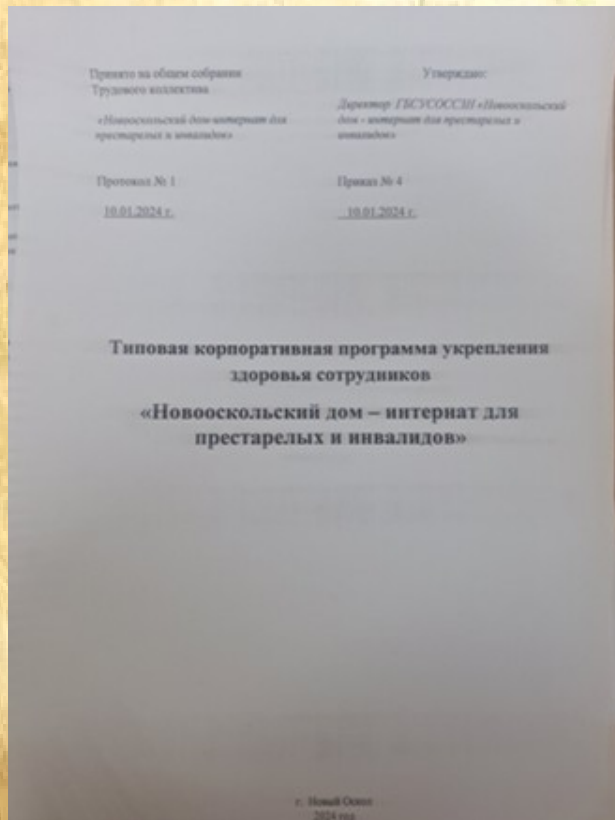 Принято на общем собрании
Трудового коллектива
«Новооскольский дом-интернат для
престарелых и инвалидов»
Протокол № 1
10.01.2024 г.
Утверждаю:
Директор ГБСУСОССЗН «Новооскольский
дом - интернат для престарелых и
инвалидов»
Приказ № 4
10.01.2024 г.
Типовая корпоративная программа укрепления
здоровья сотрудников
«Новооскольский дом – интернат для
престарелых и инвалидов»
г. Новый Оскол
2024 год